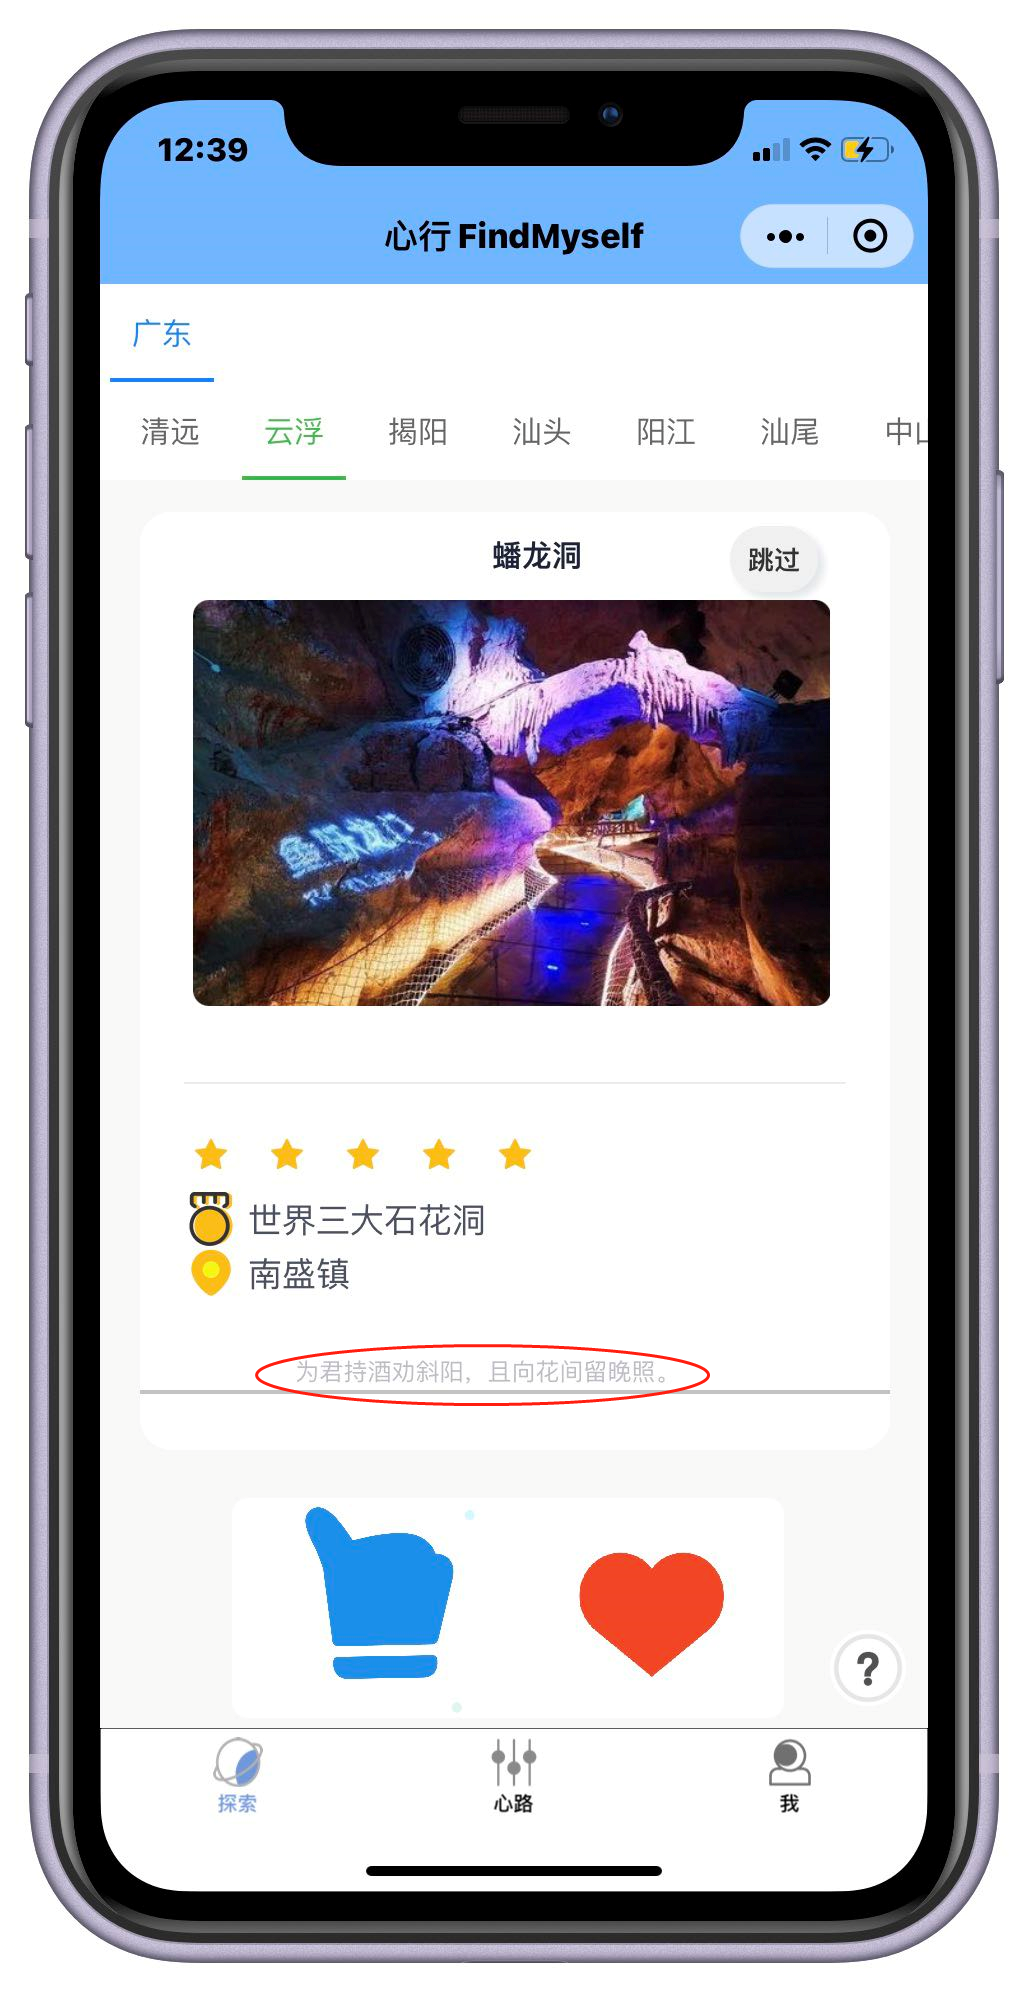 12:39
心行 FindMyself
广东
清远 云浮 揭阳 汕头 阳江 汕尾 中山
蟠龙洞
跳过
世界三大石花洞
南盛镇
为君持酒劝斜阳，且向花间留晚照。
?
探索 心路 我